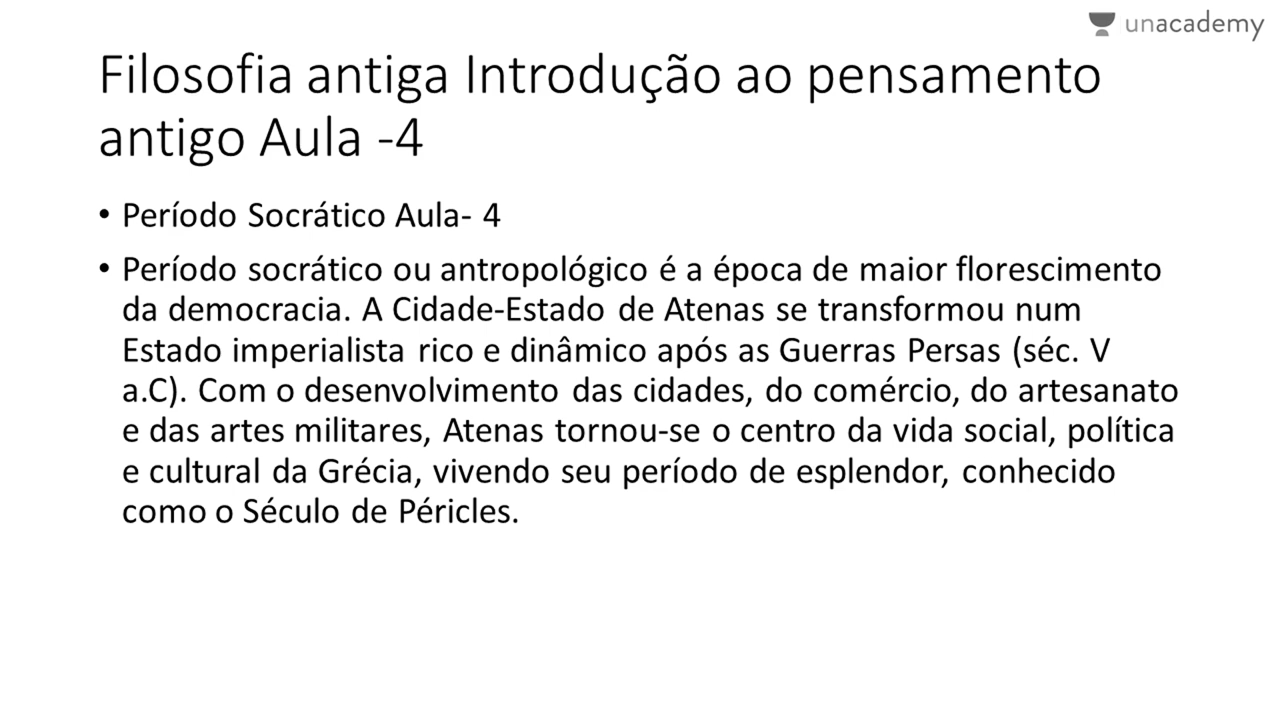 unacademy
Filosofia antiga Introdução ao pensamento
antigo Aula -4
• Período Socrático Aula- 4
• Período socrático ou antropológico é a época de maior florescimento
da democracia. A Cidade-Estado de Atenas se transformou num
Estado imperialista rico e dinâmico após as Guerras Persas (séc. V
a.C). Com o desenvolvimento das cidades, do comércio, do artesanato
e das artes militares, Atenas tornou-se o centro da vida social, política
e cultural da Grécia, vivendo seu período de esplendor, conhecido
como o Século de Péricles.